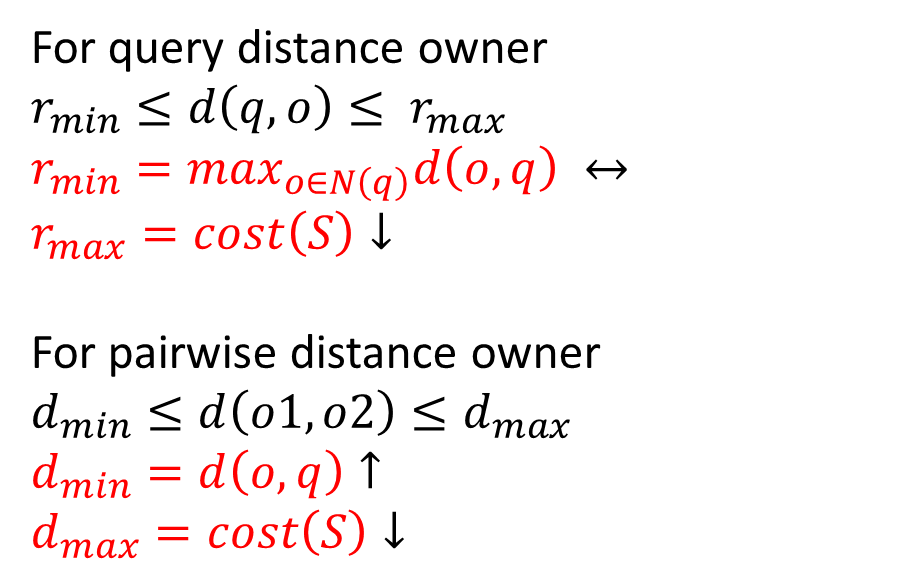 For query distance owner
r_min ≤ d(q, o) ≤ r_max
r_min = max_{o∈N(q)} d(o, q) ↔
r_max = cost(S) ↓
For pairwise distance owner
d_min ≤ d(o1, o2) ≤ d_max
d_min = d(o, q) ↑
d_max = cost(S) ↓